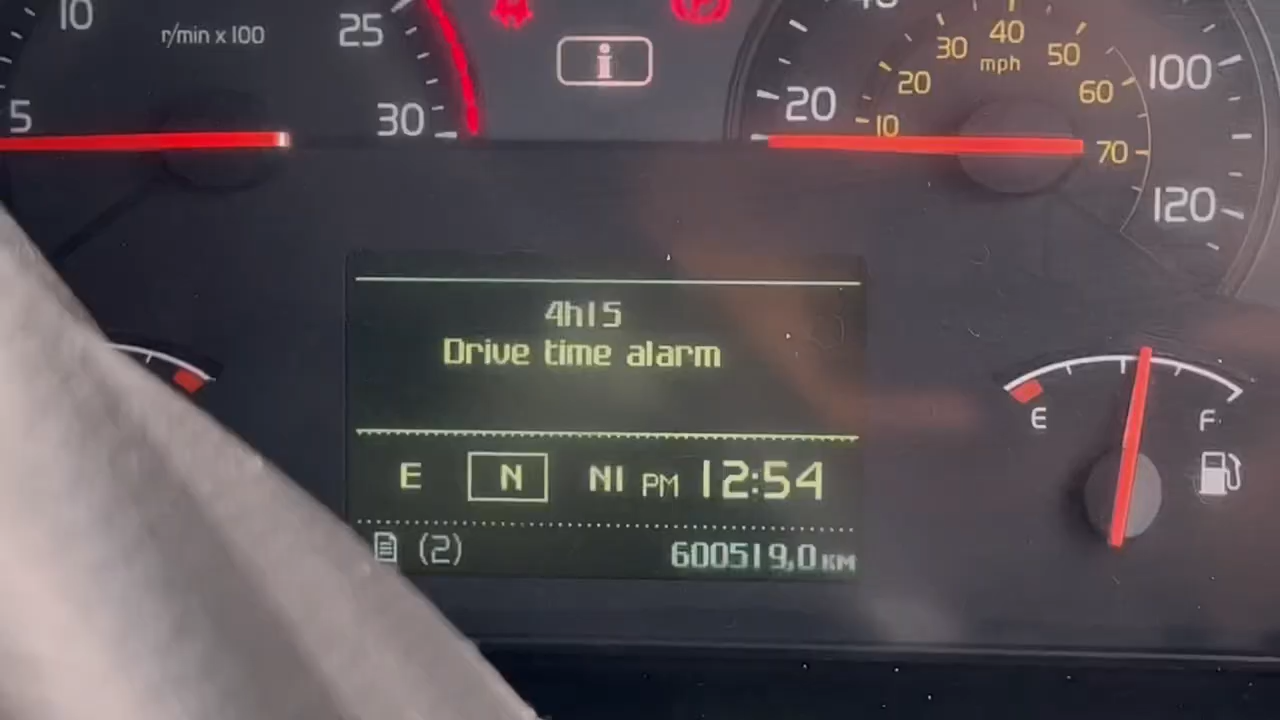 10
r/min x 100
25
5
30
i
20
10
20
30
40
mph
50
60
70
100
120
4h15
Drive time alarm
E N N1 PM 12:54
(2) 600519,0 KM
E F